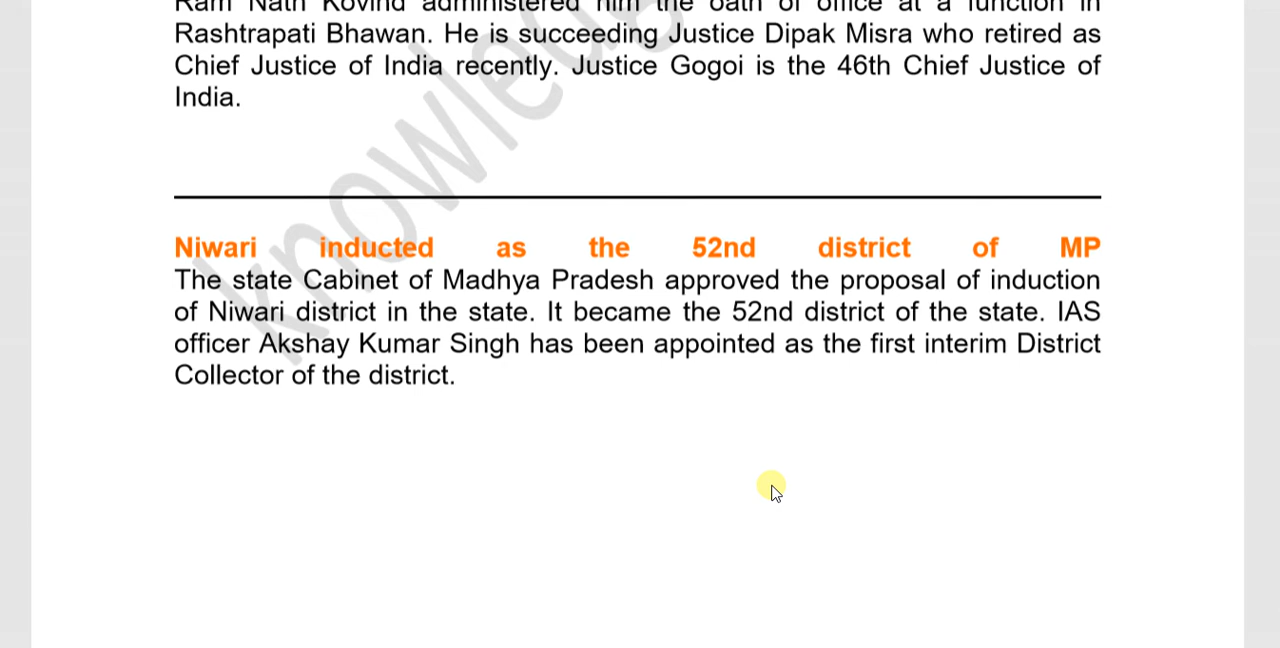 Ram Nath Kovind administered him the oath of office at a function in
Rashtrapati Bhawan. He is succeeding Justice Dipak Misra who retired as
Chief Justice of India recently. Justice Gogoi is the 46th Chief Justice of
India.
Niwari inducted as the 52nd district of MP
The state Cabinet of Madhya Pradesh approved the proposal of induction
of Niwari district in the state. It became the 52nd district of the state. IAS
officer Akshay Kumar Singh has been appointed as the first interim District
Collector of the district.
knowled